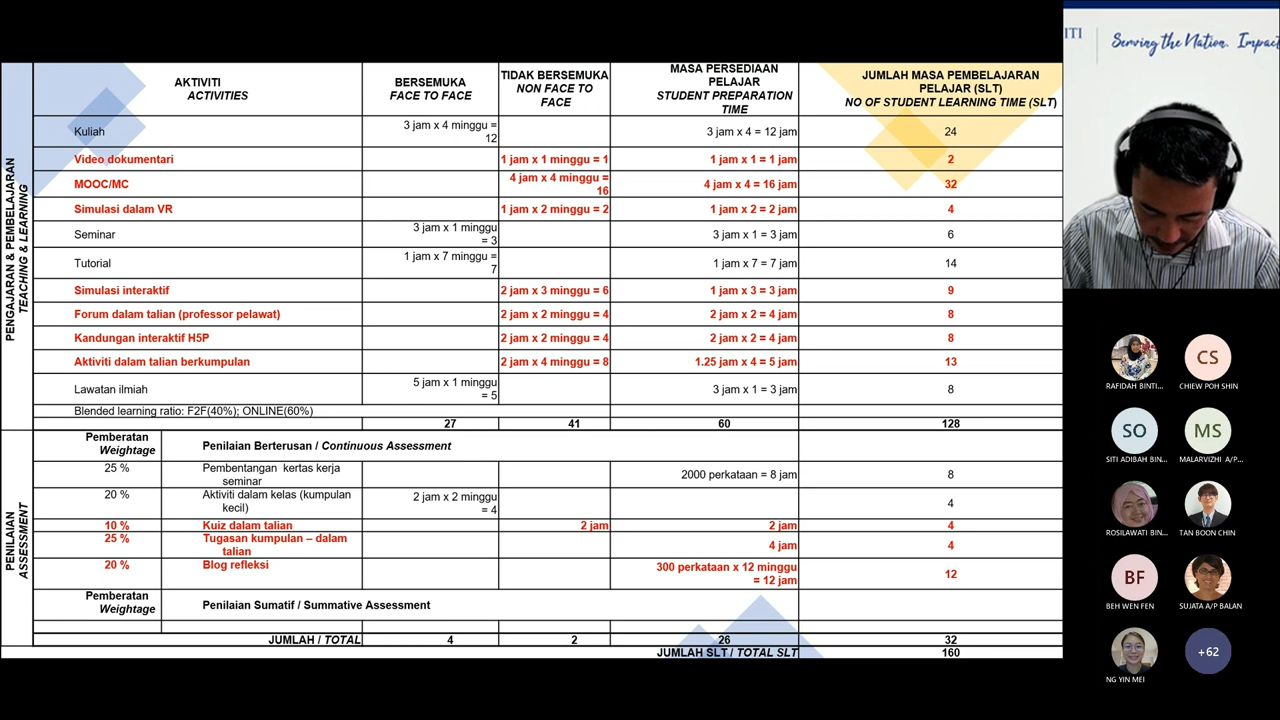 ITI
Serving the Nation. Impac
AKTIVITI
ACTIVITIES
BERSEMUKA
FACE TO FACE
TIDAK BERSEMUKA
NON FACE TO
FACE
MASA PERSEDIAAN
PELAJAR
STUDENT PREPARATION
TIME
JUMLAH MASA PEMBELAJARAN
PELAJAR (SLT)
NO OF STUDENT LEARNING TIME (SLT)
PENGAJARAN & PEMBELAJARAN
TEACHING & LEARNING
Kuliah
3 jam x 4 minggu =
12
3 jam x 4 = 12 jam
24
Video dokumentari
1 jam x 1 minggu = 1
1 jam x 1 = 1 jam
2
MOOC/MC
4 jam x 4 minggu =
16
4 jam x 4 = 16 jam
32
Simulasi dalam VR
1 jam x 2 minggu = 2
1 jam x 2 = 2 jam
4
Seminar
3 jam x 1 minggu
= 3
3 jam x 1 = 3 jam
6
Tutorial
1 jam x 7 minggu =
7
1 jam x 7 = 7 jam
14
Simulasi interaktif
2 jam x 3 minggu = 6
1 jam x 3 = 3 jam
9
Forum dalam talian (professor pelawat)
2 jam x 2 minggu = 4
2 jam x 2 = 4 jam
8
Kandungan interaktif H5P
2 jam x 2 minggu = 4
2 jam x 2 = 4 jam
8
Aktiviti dalam talian berkumpulan
2 jam x 4 minggu = 8
1.25 jam x 4 = 5 jam
13
Lawatan ilmiah
5 jam x 1 minggu
= 5
3 jam x 1 = 3 jam
8
Blended learning ratio: F2F(40%); ONLINE(60%)
27
41
60
128
PENILAIAN
ASSESSMENT
Pemberatan
Weightage
Penilaian Berterusan / Continuous Assessment
25 %
Pembentangan kertas kerja
seminar
2000 perkataan = 8 jam
8
20 %
Aktiviti dalam kelas (kumpulan
kecil)
2 jam x 2 minggu
= 4
4
10 %
Kuiz dalam talian
2 jam
2 jam
4
25 %
Tugasan kumpulan – dalam
talian
4 jam
4
20 %
Blog refleksi
300 perkataan x 12 minggu
= 12 jam
12
Pemberatan
Weightage
Penilaian Sumatif / Summative Assessment
JUMLAH / TOTAL
4
2
26
32
JUMLAH SLT / TOTAL SLT
160
CS
RAFIDAH BINTI...
CHIEW POH SHIN
SO
MS
SITI ADIBAH BIN...
MALARVIZHI A/P...
ROSILAWATI BIN...
TAN BOON CHIN
BF
BEH WEN FEN
SUJATA A/P BALAN
+62
NG YIN MEI